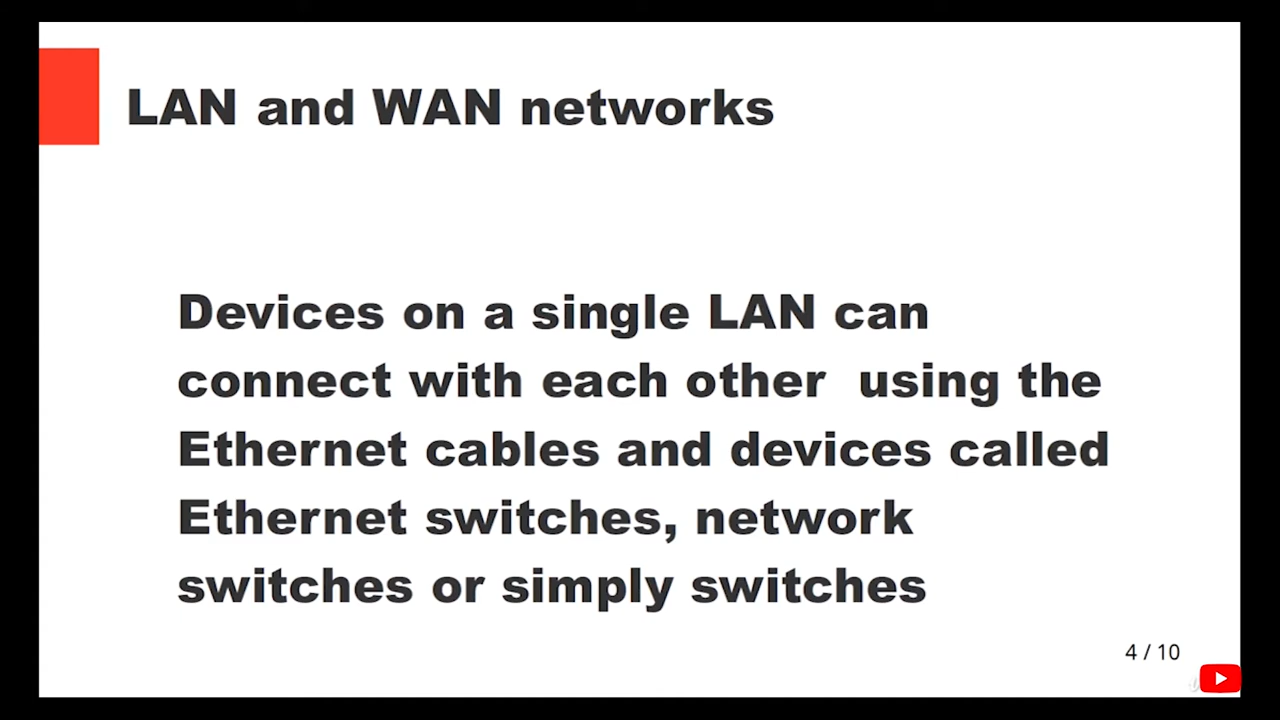 LAN and WAN networks
Devices on a single LAN can
connect with each other  using the
Ethernet cables and devices called
Ethernet switches, network
switches or simply switches
4 / 10